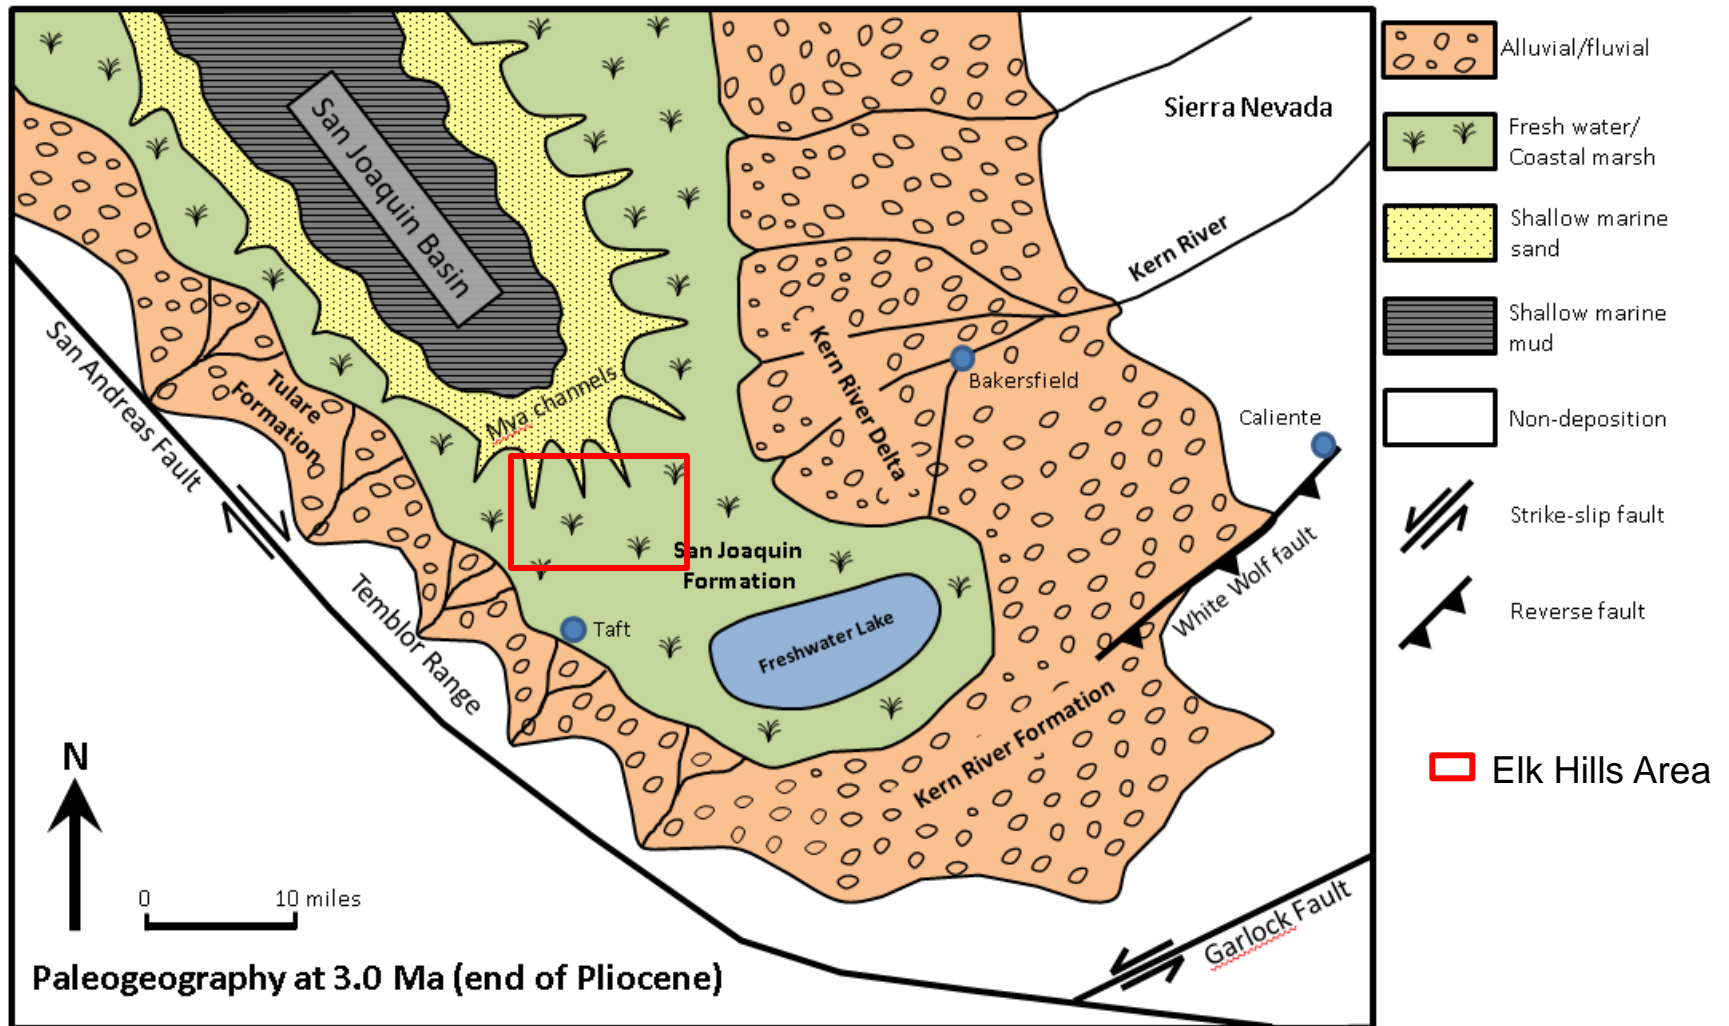 San Joaquin Basin
Sierra Nevada
Kern River
Mya channels
Tulare
Formation
San Andreas Fault
Kern River Delta
Bakersfield
Caliente
White Wolf fault
San Joaquin
Formation
Temblor Range
Taft
Freshwater Lake
Kern River Formation
Garlock Fault
N
0 10 miles
Paleogeography at 3.0 Ma (end of Pliocene)
Alluvial/fluvial
Fresh water/
Coastal marsh
Shallow marine
sand
Shallow marine
mud
Non-deposition
Strike-slip fault
Reverse fault
Elk Hills Area